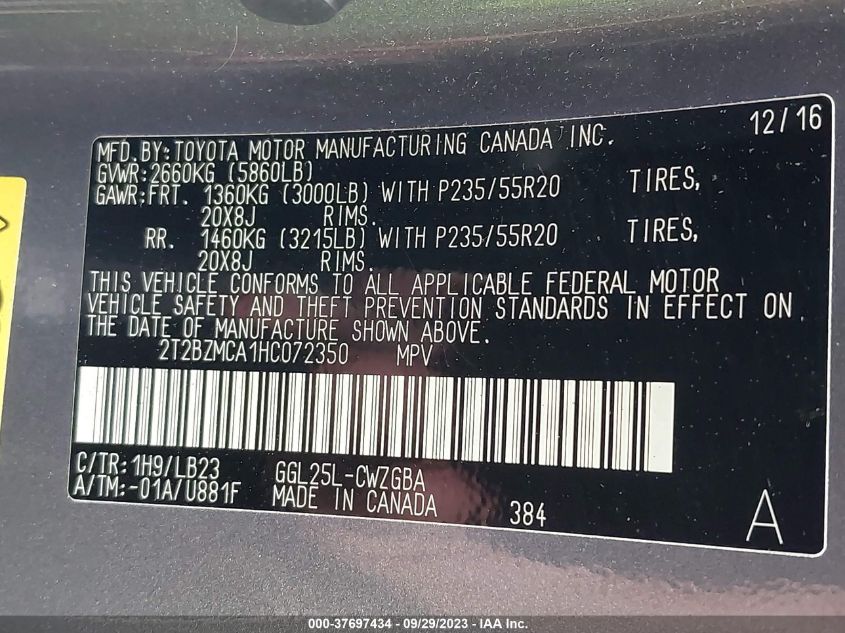 12/16
MFD.BY:TOYOTA MOTOR MANUFACTURING CANADA INC.
GVWR:2660KG (5860LB)
GAWR:FRT. 1360KG (3000LB) WITH P235/55R20 TIRES,
20X8J RIMS.
RR. 1460KG (3215LB) WITH P235/55R20 TIRES,
20X8J RIMS.
THIS VEHICLE CONFORMS TO ALL APPLICABLE FEDERAL MOTOR
VEHICLE SAFETY AND THEFT PREVENTION STANDARDS IN EFFECT ON
THE DATE OF MANUFACTURE SHOWN ABOVE.
2T2BZMCA1HC072350 MPV
C/TR:1H9/LB23 GGL25L-CWZGBA
A/TM:-01A/U881F MADE IN CANADA 384 A
000-37697434 - 09/29/2023 - IAA Inc.